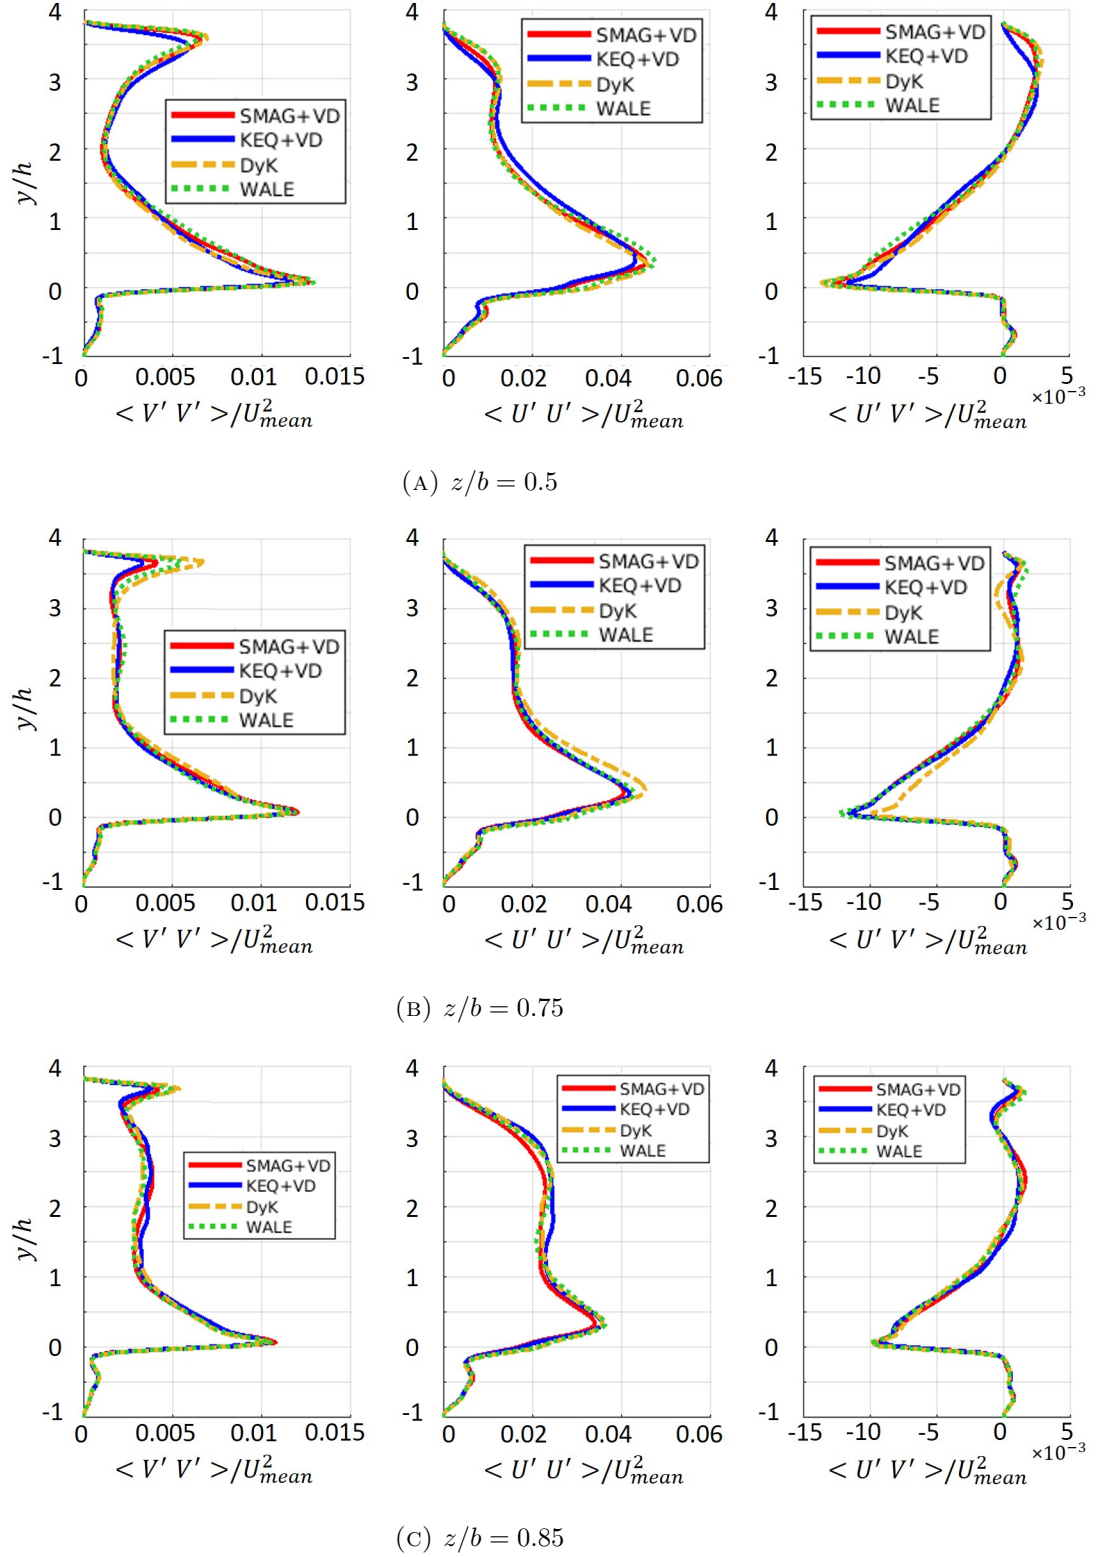 4
3
2
1
0
-1
y/h
SMAG+VD
KEQ+VD
DyK
WALE
0 0.005 0.01 0.015
< V′ V′ >/U²mean
4
3
2
1
0
-1
SMAG+VD
KEQ+VD
DyK
WALE
0 0.02 0.04 0.06
< U′ U′ >/U²mean
4
3
2
1
0
-1
SMAG+VD
KEQ+VD
DyK
WALE
-15 -10 -5 0 5
×10⁻³
< U′ V′ >/U²mean
(A) z/b = 0.5
4
3
2
1
0
-1
y/h
SMAG+VD
KEQ+VD
DyK
WALE
0 0.005 0.01 0.015
< V′ V′ >/U²mean
4
3
2
1
0
-1
SMAG+VD
KEQ+VD
DyK
WALE
0 0.02 0.04 0.06
< U′ U′ >/U²mean
4
3
2
1
0
-1
SMAG+VD
KEQ+VD
DyK
WALE
-15 -10 -5 0 5
×10⁻³
< U′ V′ >/U²mean
(B) z/b = 0.75
4
3
2
1
0
-1
y/h
SMAG+VD
KEQ+VD
DyK
WALE
0 0.005 0.01 0.015
< V′ V′ >/U²mean
4
3
2
1
0
-1
SMAG+VD
KEQ+VD
DyK
WALE
0 0.02 0.04 0.06
< U′ U′ >/U²mean
4
3
2
1
0
-1
SMAG+VD
KEQ+VD
DyK
WALE
-15 -10 -5 0 5
×10⁻³
< U′ V′ >/U²mean
(C) z/b = 0.85